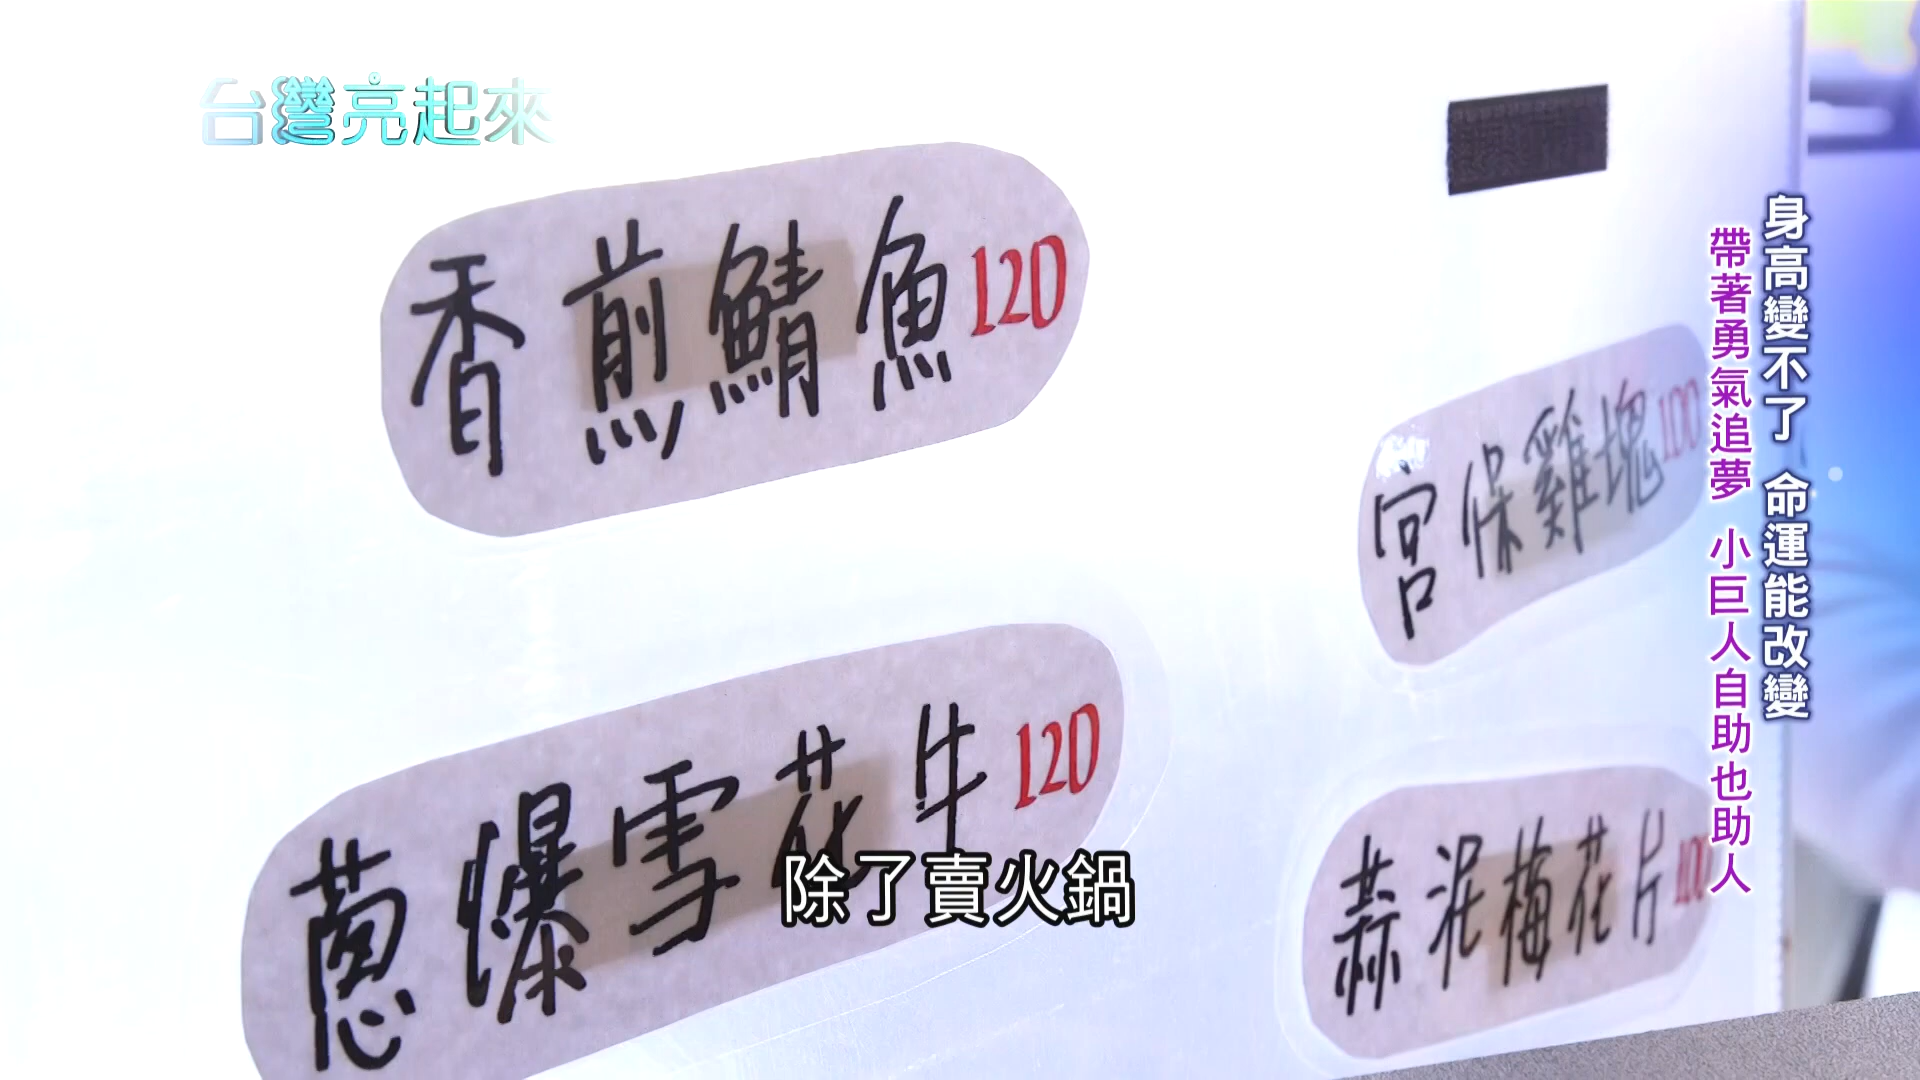 台灣亮起來
香煎鯖魚120
宮保雞塊100
蔥爆雪花牛120
蒜泥梅花片100
身高變不了 命運能改變
帶著勇氣追夢 小巨人自助也助人
除了賣火鍋